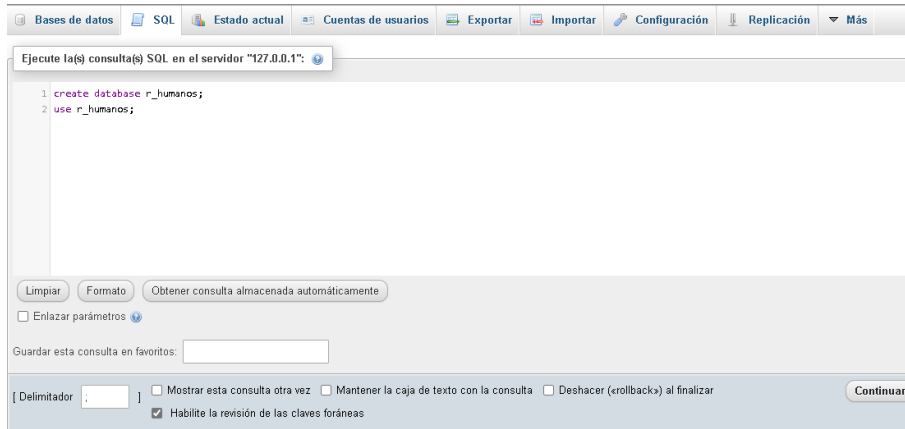 Bases de datos SQL Estado actual Cuentas de usuarios Exportar Importar Configuración Replicación Más
Ejecute la(s) consulta(s) SQL en el servidor "127.0.0.1":
1 create database r_humanos;
2 use r_humanos;
Limpiar Formato Obtener consulta almacenada automáticamente
Enlazar parámetros
Guardar esta consulta en favoritos:
[ Delimitador ; ] Mostrar esta consulta otra vez Mantener la caja de texto con la consulta Deshacer («rollback») al finalizar Continuar
Habilite la revisión de las claves foráneas